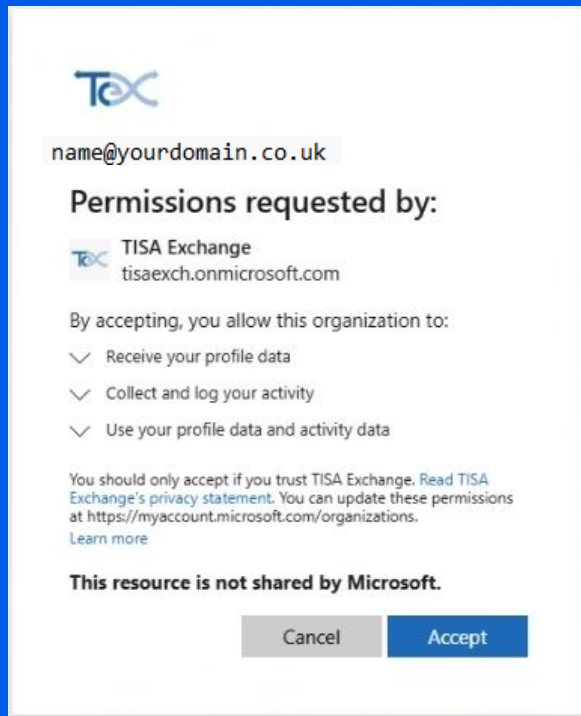 TeX
name@yourdomain.co.uk
Permissions requested by:
TeX
TISA Exchange
tisaexch.onmicrosoft.com
By accepting, you allow this organization to:
Receive your profile data
Collect and log your activity
Use your profile data and activity data
You should only accept if you trust TISA Exchange. Read TISA
Exchange's privacy statement. You can update these permissions
at https://myaccount.microsoft.com/organizations.
Learn more
This resource is not shared by Microsoft.
Cancel
Accept